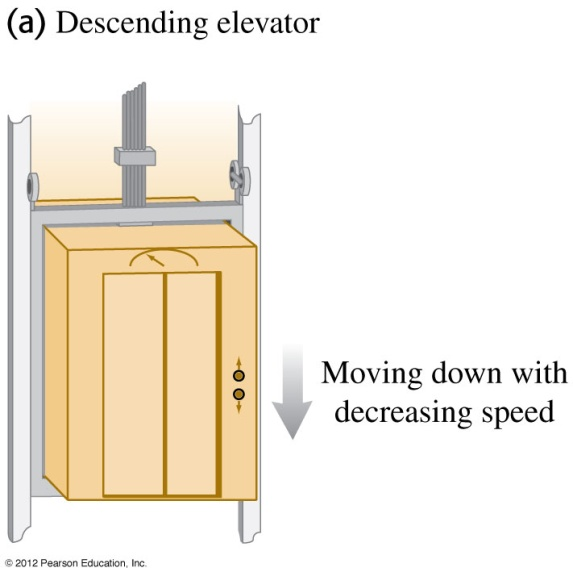 (a) Descending elevator
Moving down with
decreasing speed
© 2012 Pearson Education, Inc.